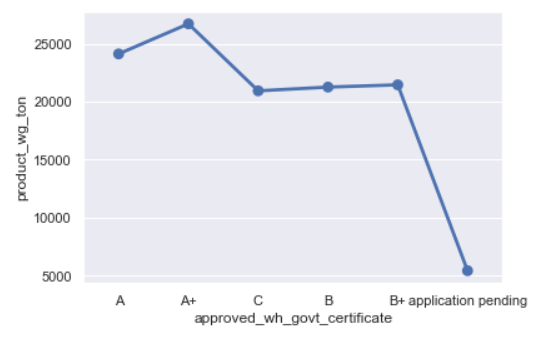 product_wg_ton
25000
20000
15000
10000
5000
A A+ C B B+ application pending
approved_wh_govt_certificate